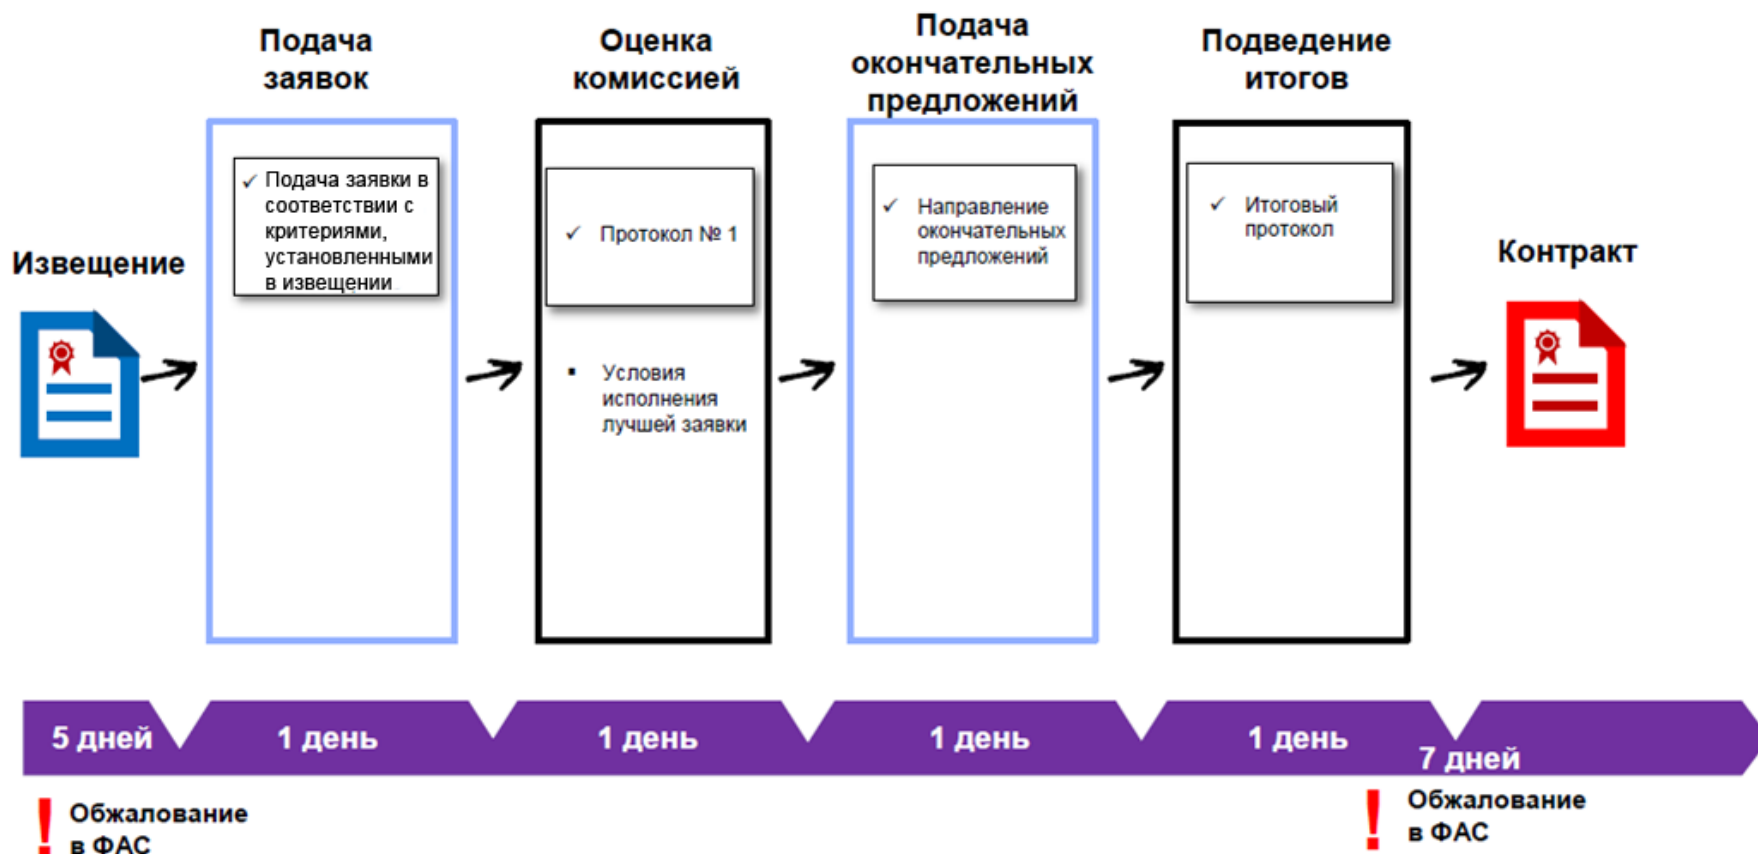 Подача
заявок
Оценка
комиссией
Подача
окончательных
предложений
Подведение
итогов
Извещение
✓ Подача заявки в
соответствии с
критериями,
установленными
в извещении
✓ Протокол № 1
▪ Условия
исполнения
лучшей заявки
✓ Направление
окончательных
предложений
✓ Итоговый
протокол
Контракт
5 дней
1 день
1 день
1 день
1 день
7 дней
! Обжалование
в ФАС
! Обжалование
в ФАС